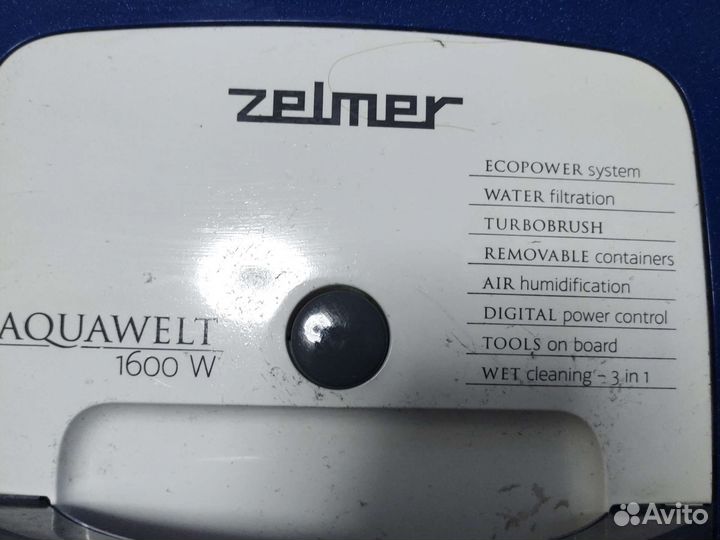 zelmer
ECOPOWER system
WATER filtration
TURBOBRUSH
REMOVABLE containers
AIR humidification
DIGITAL power control
TOOLS on board
WET cleaning – 3 in 1
AQUAWELT
1600 W
Avito